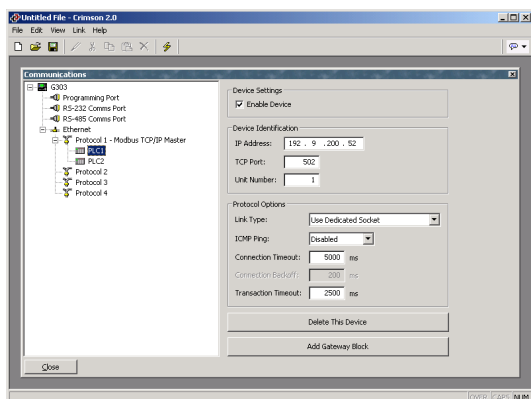 Untitled File - Crimson 2.0
File Edit View Link Help
Communications
G303
Programming Port
RS-232 Comms Port
RS-485 Comms Port
Ethernet
Protocol 1 - Modbus TCP/IP Master
PLC1
PLC2
Protocol 2
Protocol 3
Protocol 4
Device Settings
Enable Device
Device Identification
IP Address: 192 . 9 .200 . 52
TCP Port: 502
Unit Number: 1
Protocol Options
Link Type: Use Dedicated Socket
ICMP Ping: Disabled
Connection Timeout: 5000 ms
Connection Backoff: 200 ms
Transaction Timeout: 2500 ms
Delete This Device
Add Gateway Block
Close
OVER CAPS NUM